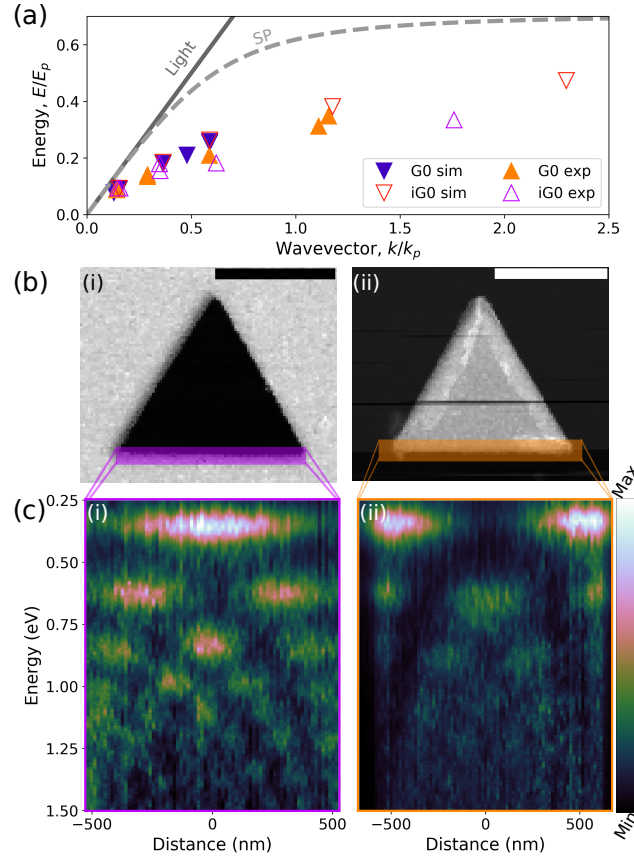 (a)
Energy, E/Eₚ
0.6
0.4
0.2
0.0
Light
SP
G0 sim
iG0 sim
G0 exp
iG0 exp
0.0 0.5 1.0 1.5 2.0 2.5
Wavevector, k/kₚ
(b)
(i)
(ii)
(c)
(i)
(ii)
Energy (eV)
0.25
0.50
0.75
1.00
1.25
1.50
Max
Min
−500 0 500
Distance (nm)
−500 0 500
Distance (nm)